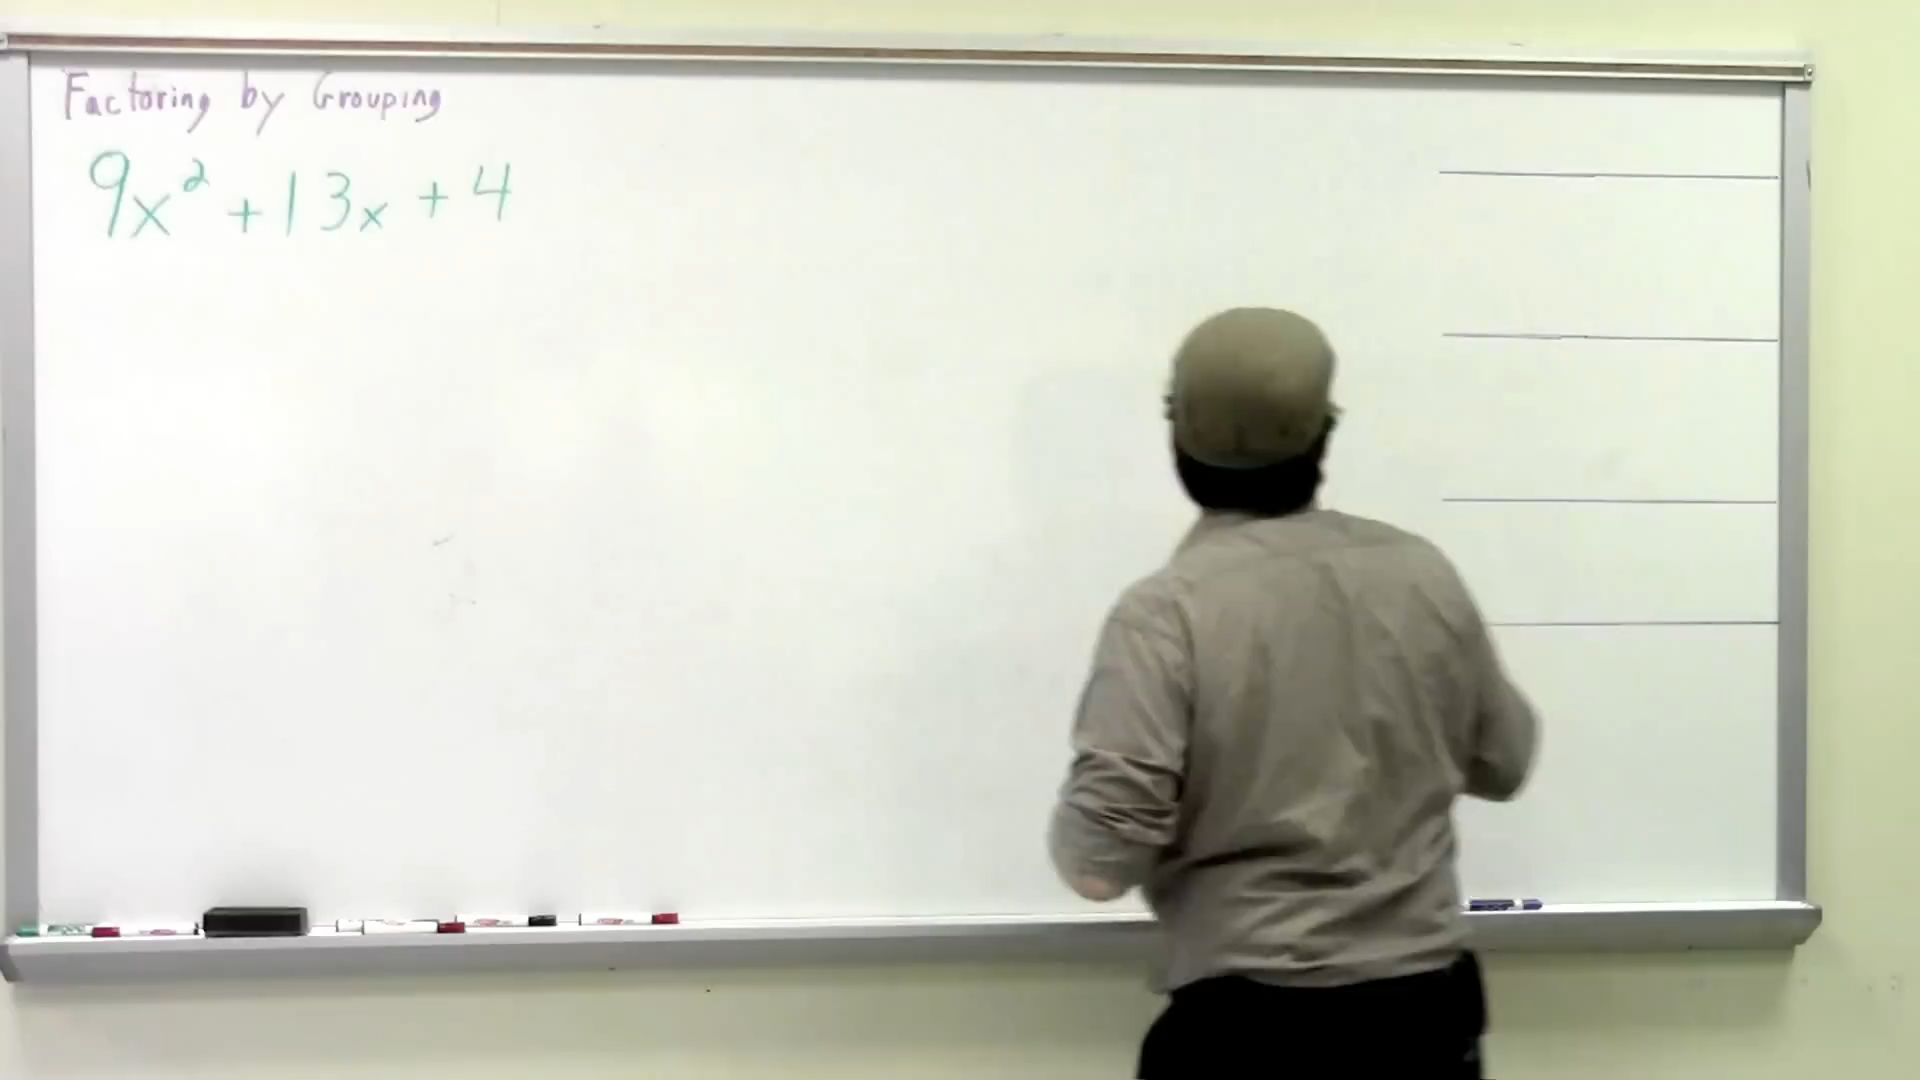 Factoring by Grouping
9x² + 13x + 4